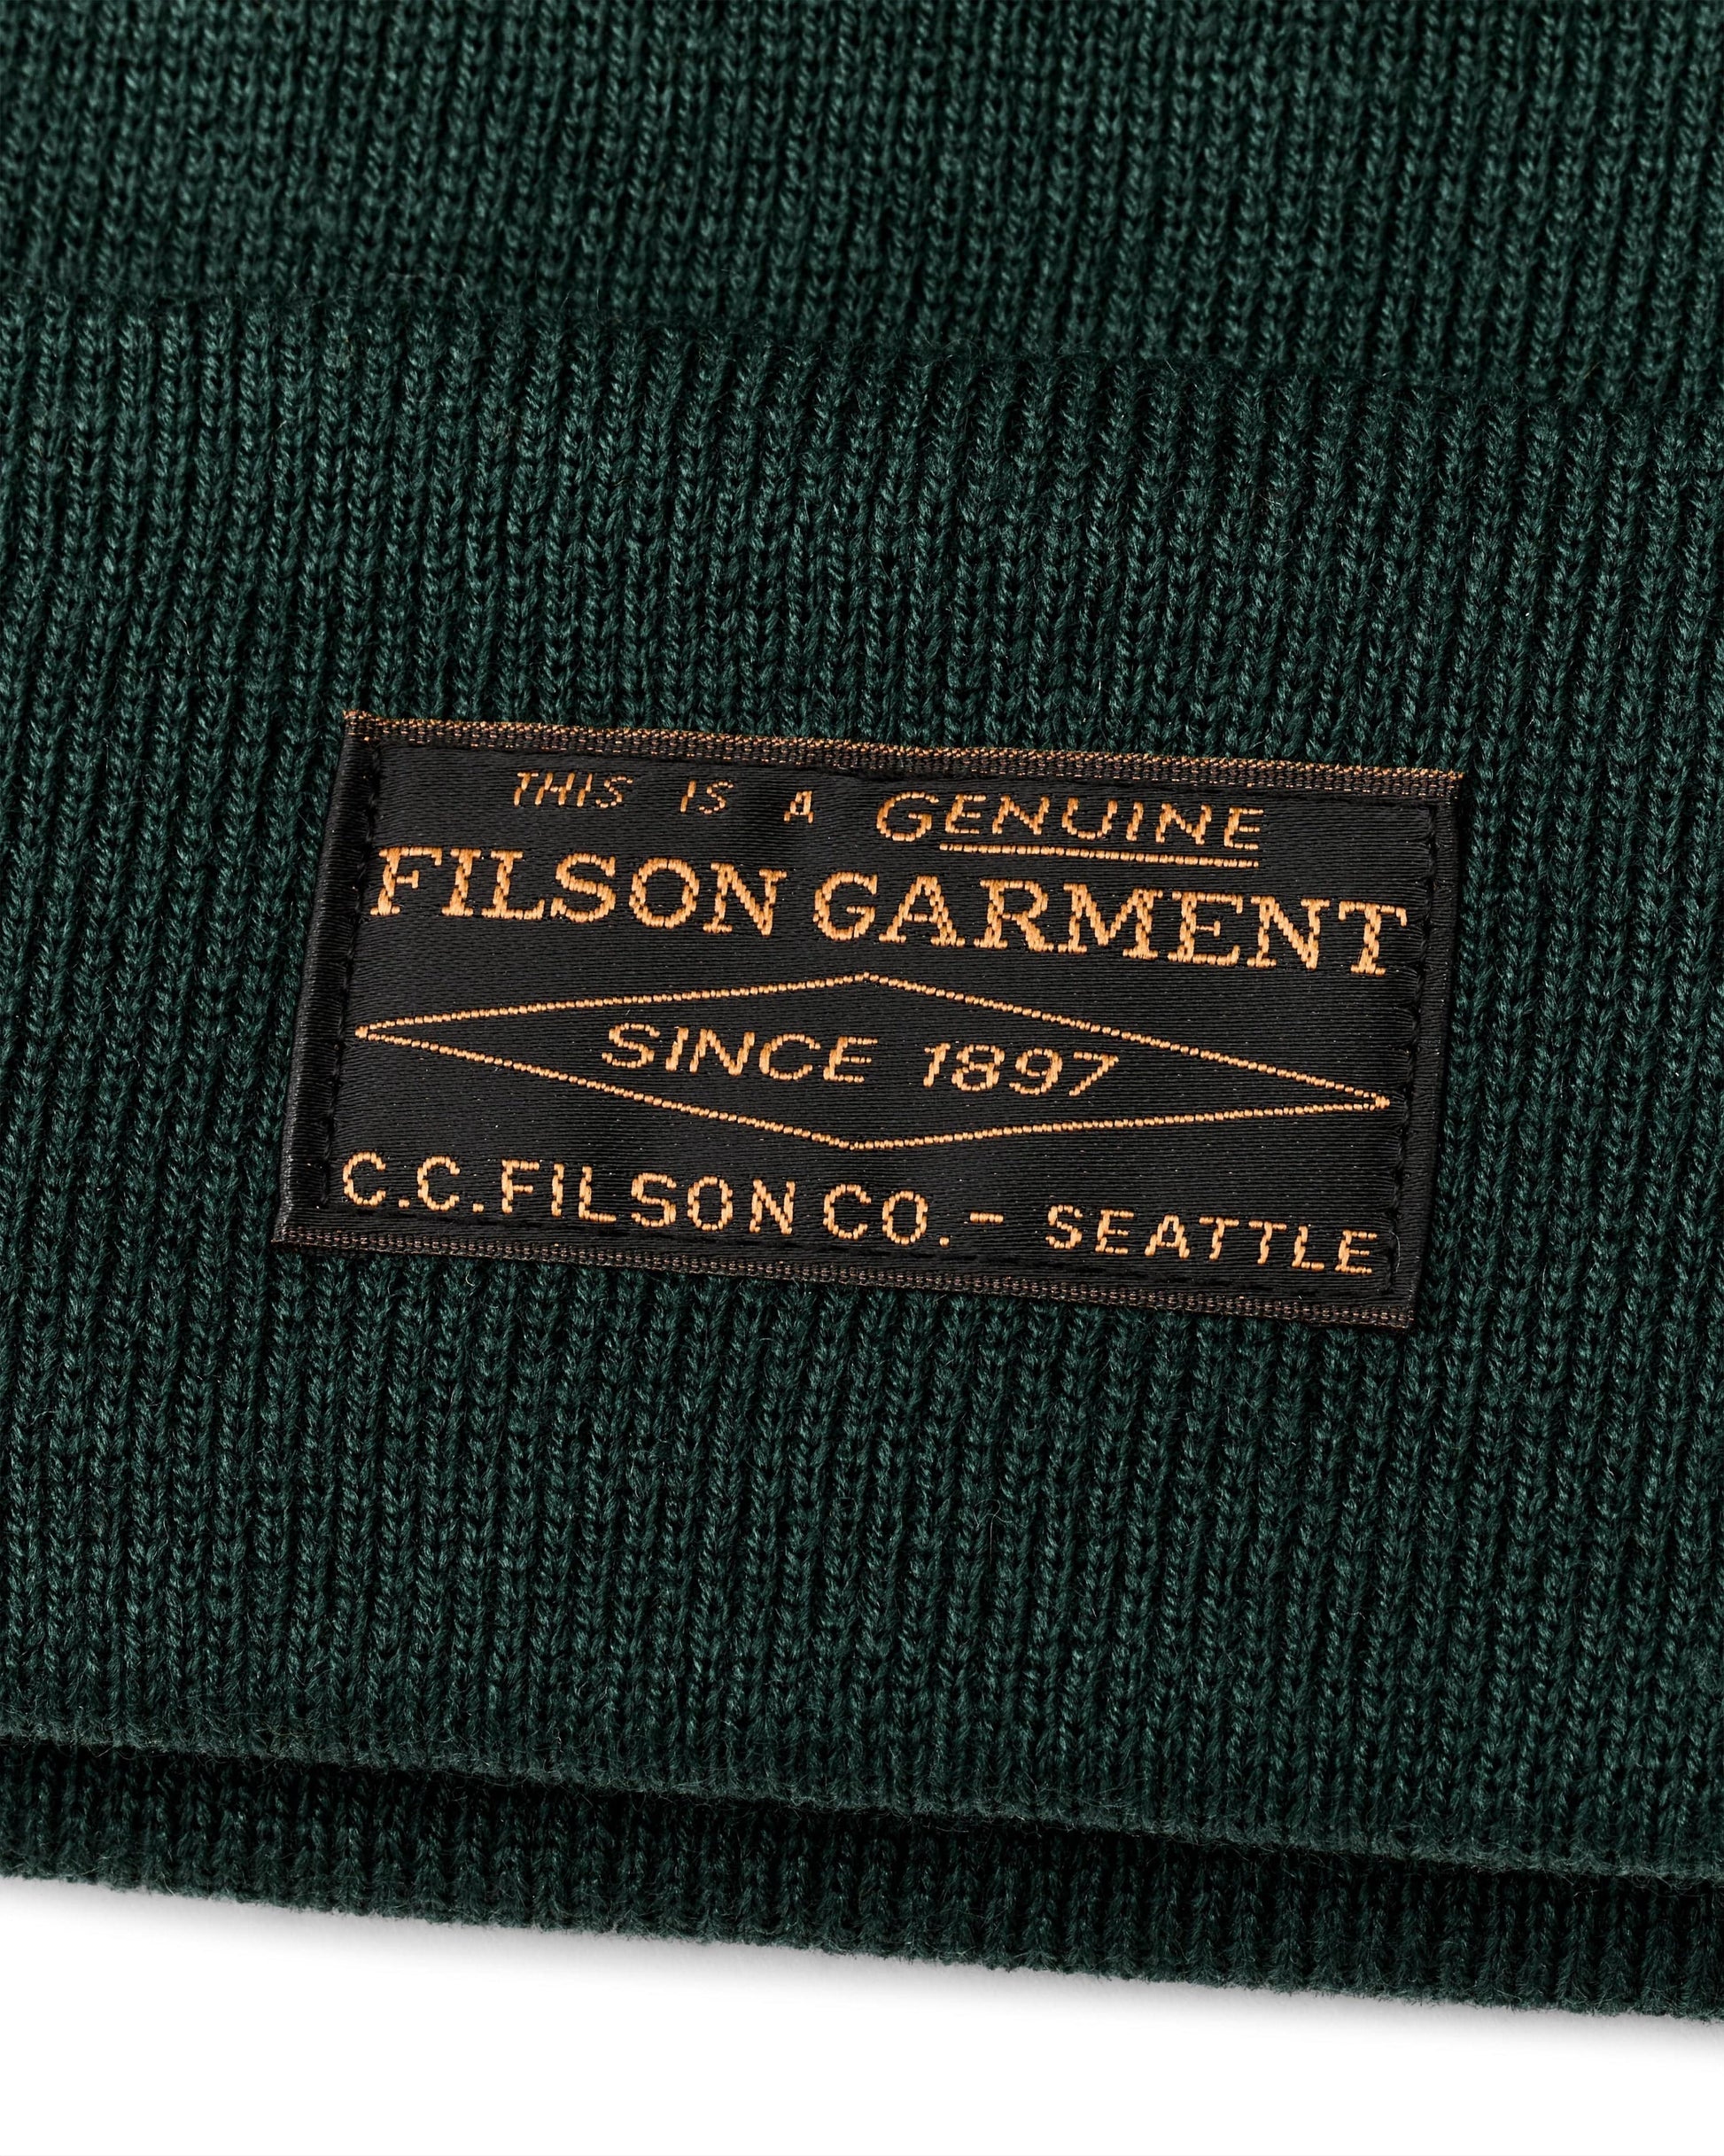 THIS IS A GENUINE
FILSON GARMENT
SINCE 1897
C.C.FILSON CO. - SEATTLE